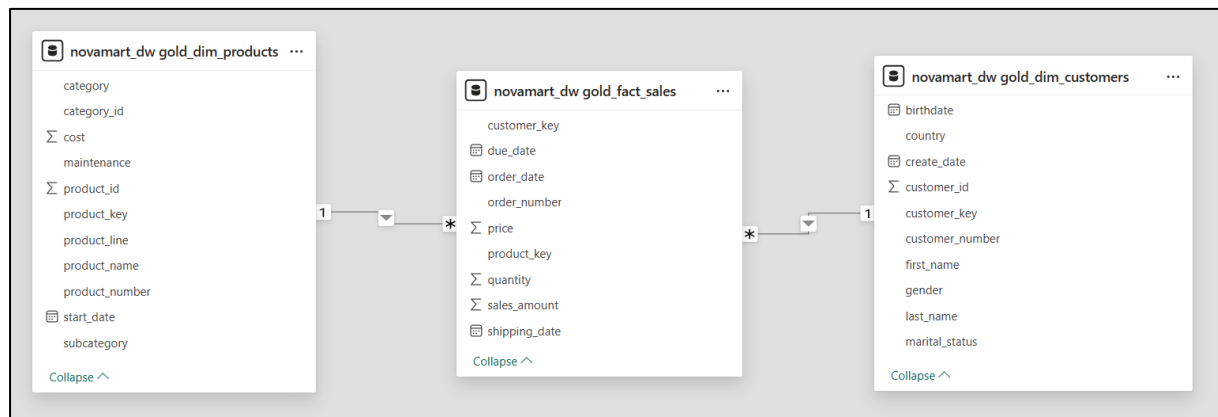 novamart_dw gold_dim_products ...
category
category_id
Σ cost
maintenance
Σ product_id
product_key
product_line
product_name
product_number
start_date
subcategory
Collapse
1
*
novamart_dw gold_fact_sales ...
customer_key
due_date
order_date
order_number
Σ price
product_key
Σ quantity
Σ sales_amount
shipping_date
Collapse
*
1
novamart_dw gold_dim_customers ...
birthdate
country
create_date
Σ customer_id
customer_key
customer_number
first_name
gender
last_name
marital_status
Collapse